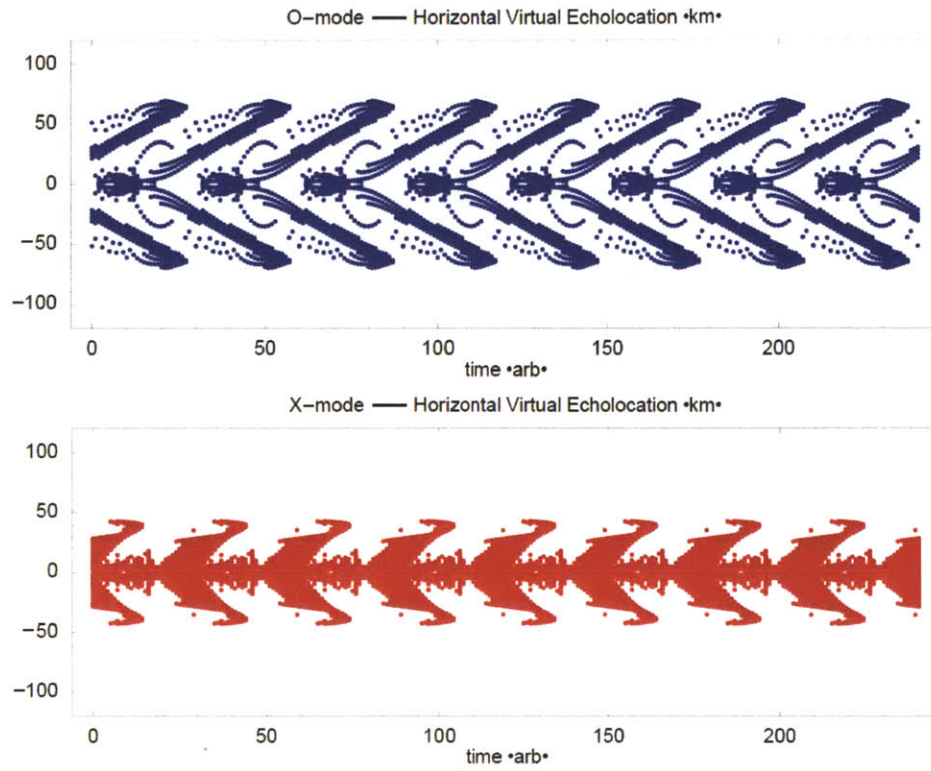 O−mode — Horizontal Virtual Echolocation •km•
100
50
0
−50
−100
0 50 100 150 200
time •arb•
X−mode — Horizontal Virtual Echolocation •km•
100
50
0
−50
−100
0 50 100 150 200
time •arb•